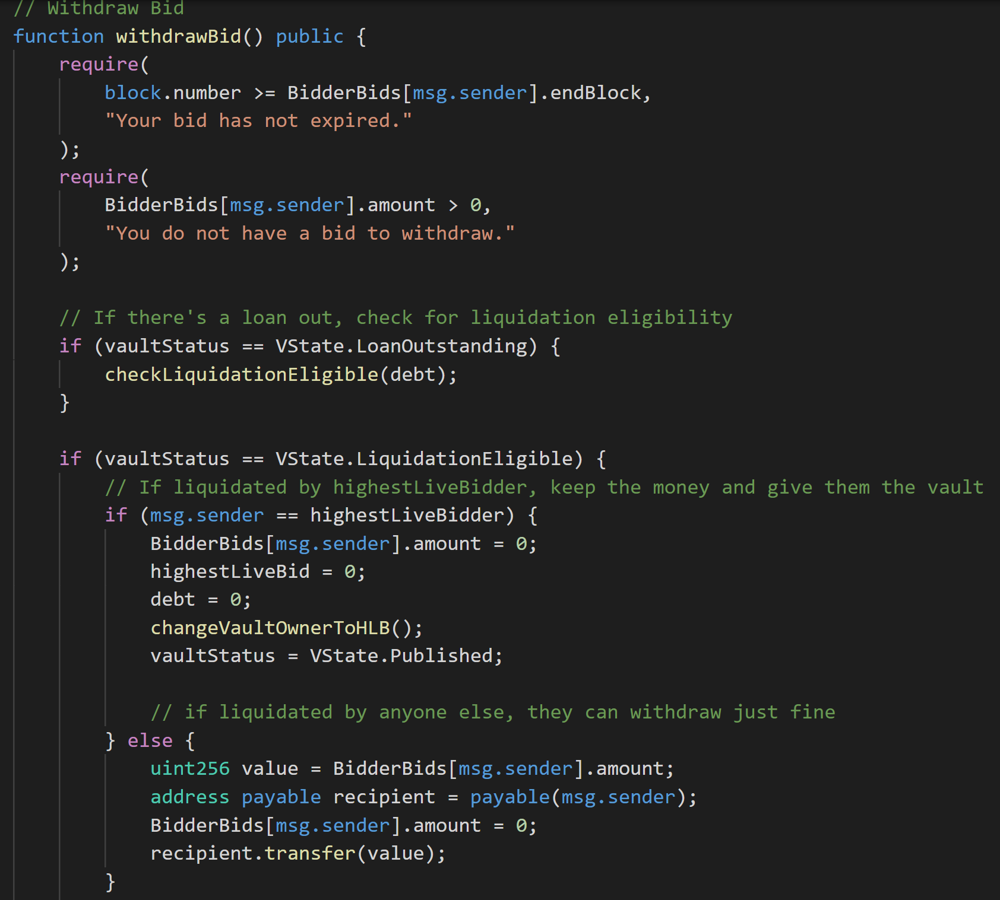 // Withdraw Bid
function withdrawBid() public {
    require(
        block.number >= BidderBids[msg.sender].endBlock,
        "Your bid has not expired."
    );
    require(
        BidderBids[msg.sender].amount > 0,
        "You do not have a bid to withdraw."
    );

    // If there's a loan out, check for liquidation eligibility
    if (vaultStatus == VState.LoanOutstanding) {
        checkLiquidationEligible(debt);
    }

    if (vaultStatus == VState.LiquidationEligible) {
        // If liquidated by highestLiveBidder, keep the money and give them the vault
        if (msg.sender == highestLiveBidder) {
            BidderBids[msg.sender].amount = 0;
            highestLiveBid = 0;
            debt = 0;
            changeVaultOwnerToHLB();
            vaultStatus = VState.Published;

            // if liquidated by anyone else, they can withdraw just fine
        } else {
            uint256 value = BidderBids[msg.sender].amount;
            address payable recipient = payable(msg.sender);
            BidderBids[msg.sender].amount = 0;
            recipient.transfer(value);
        }